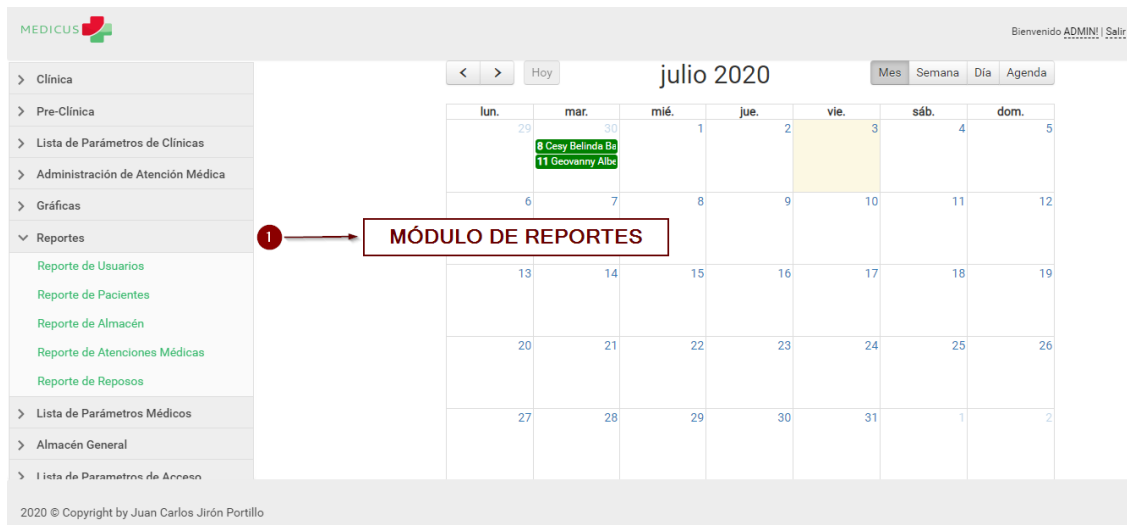 MEDICUS
Bienvenido ADMIN! | Salir
Clínica
Pre-Clínica
Lista de Parámetros de Clínicas
Administración de Atención Médica
Gráficas
Reportes
Reporte de Usuarios
Reporte de Pacientes
Reporte de Almacén
Reporte de Atenciones Médicas
Reporte de Reposos
Lista de Parámetros Médicos
Almacén General
Lista de Parametros de Acceso
1
MÓDULO DE REPORTES
Hoy
julio 2020
Mes Semana Día Agenda
lun. mar. mié. jue. vie. sáb. dom.
29 30 1 2 3 4 5
8 Cesy Belinda Ba
11 Geovanny Albe
6 7 8 9 10 11 12
13 14 15 16 17 18 19
20 21 22 23 24 25 26
27 28 29 30 31 1 2
2020 © Copyright by Juan Carlos Jirón Portillo